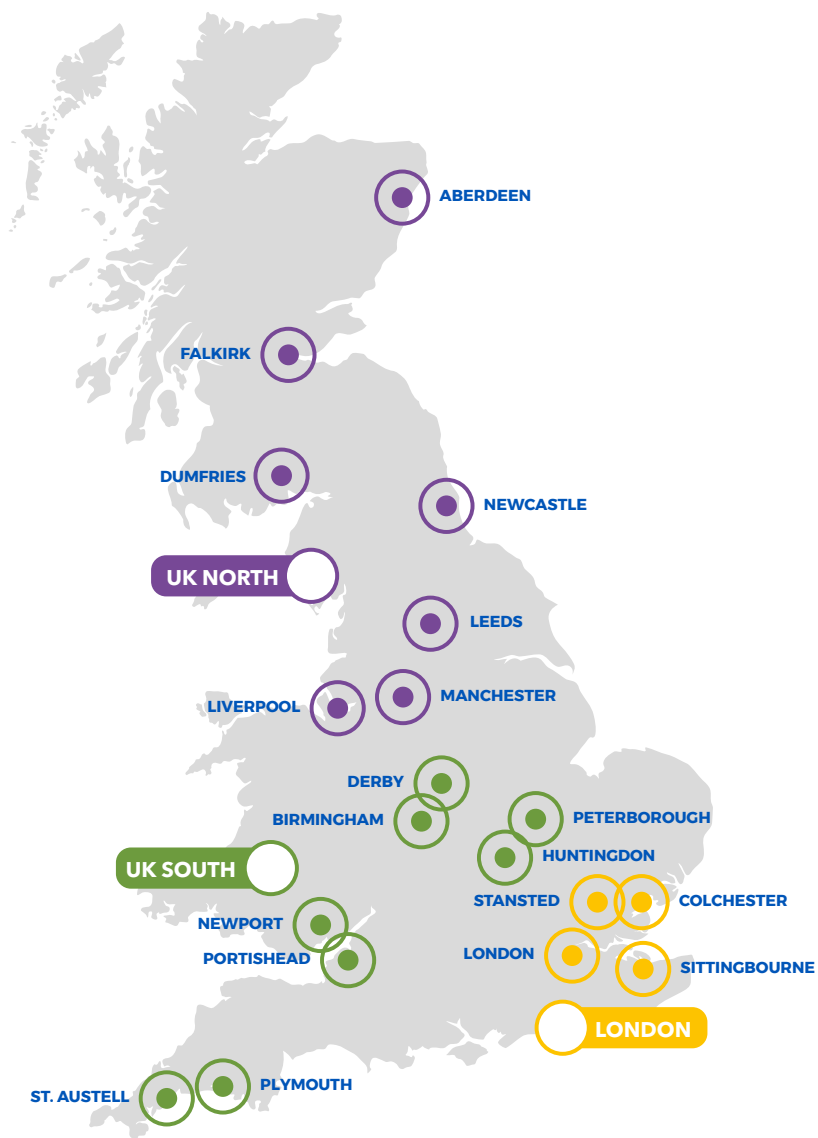 ABERDEEN
FALKIRK
DUMFRIES
NEWCASTLE
UK NORTH
LEEDS
LIVERPOOL
MANCHESTER
DERBY
BIRMINGHAM
PETERBOROUGH
HUNTINGDON
UK SOUTH
STANSTED
COLCHESTER
NEWPORT
PORTISHEAD
LONDON
SITTINGBOURNE
LONDON
ST. AUSTELL
PLYMOUTH